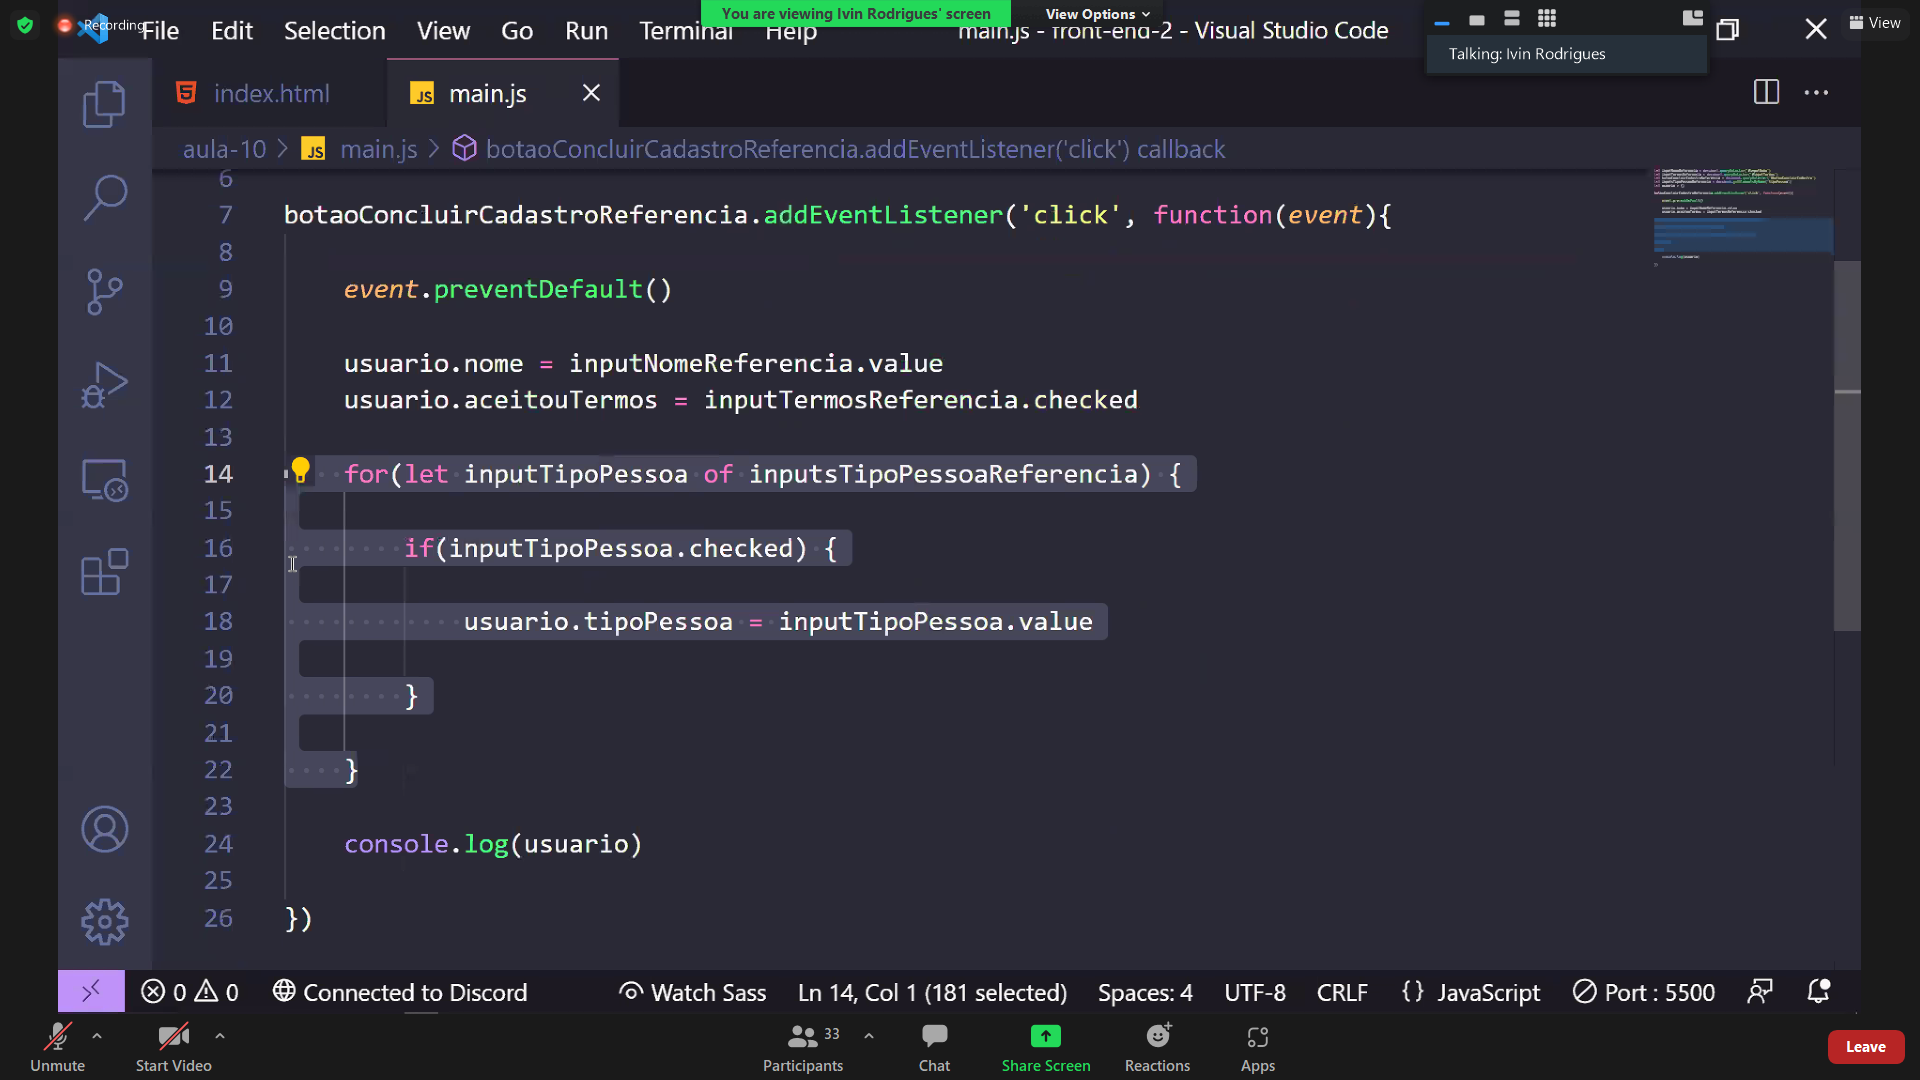 Recording
File Edit Selection View Go Run Terminal Help
You are viewing Ivin Rodrigues' screen View Options
main.js - front-end-2 - Visual Studio Code
View
Talking: Ivin Rodrigues
index.html
JS main.js
aula-10 > JS main.js > botaoConcluirCadastroReferencia.addEventListener('click') callback
6
7 botaoConcluirCadastroReferencia.addEventListener('click', function(event){
8
9 event.preventDefault()
10
11 usuario.nome = inputNomeReferencia.value
12 usuario.aceitouTermos = inputTermosReferencia.checked
13
14 for(let inputTipoPessoa of inputsTipoPessoaReferencia) {
15
16 if(inputTipoPessoa.checked) {
17
18 usuario.tipoPessoa = inputTipoPessoa.value
19
20 }
21
22 }
23
24 console.log(usuario)
25
26 })
0 0 Connected to Discord Watch Sass Ln 14, Col 1 (181 selected) Spaces: 4 UTF-8 CRLF {} JavaScript Port : 5500
Unmute Start Video Participants 33 Chat Share Screen Reactions Apps Leave